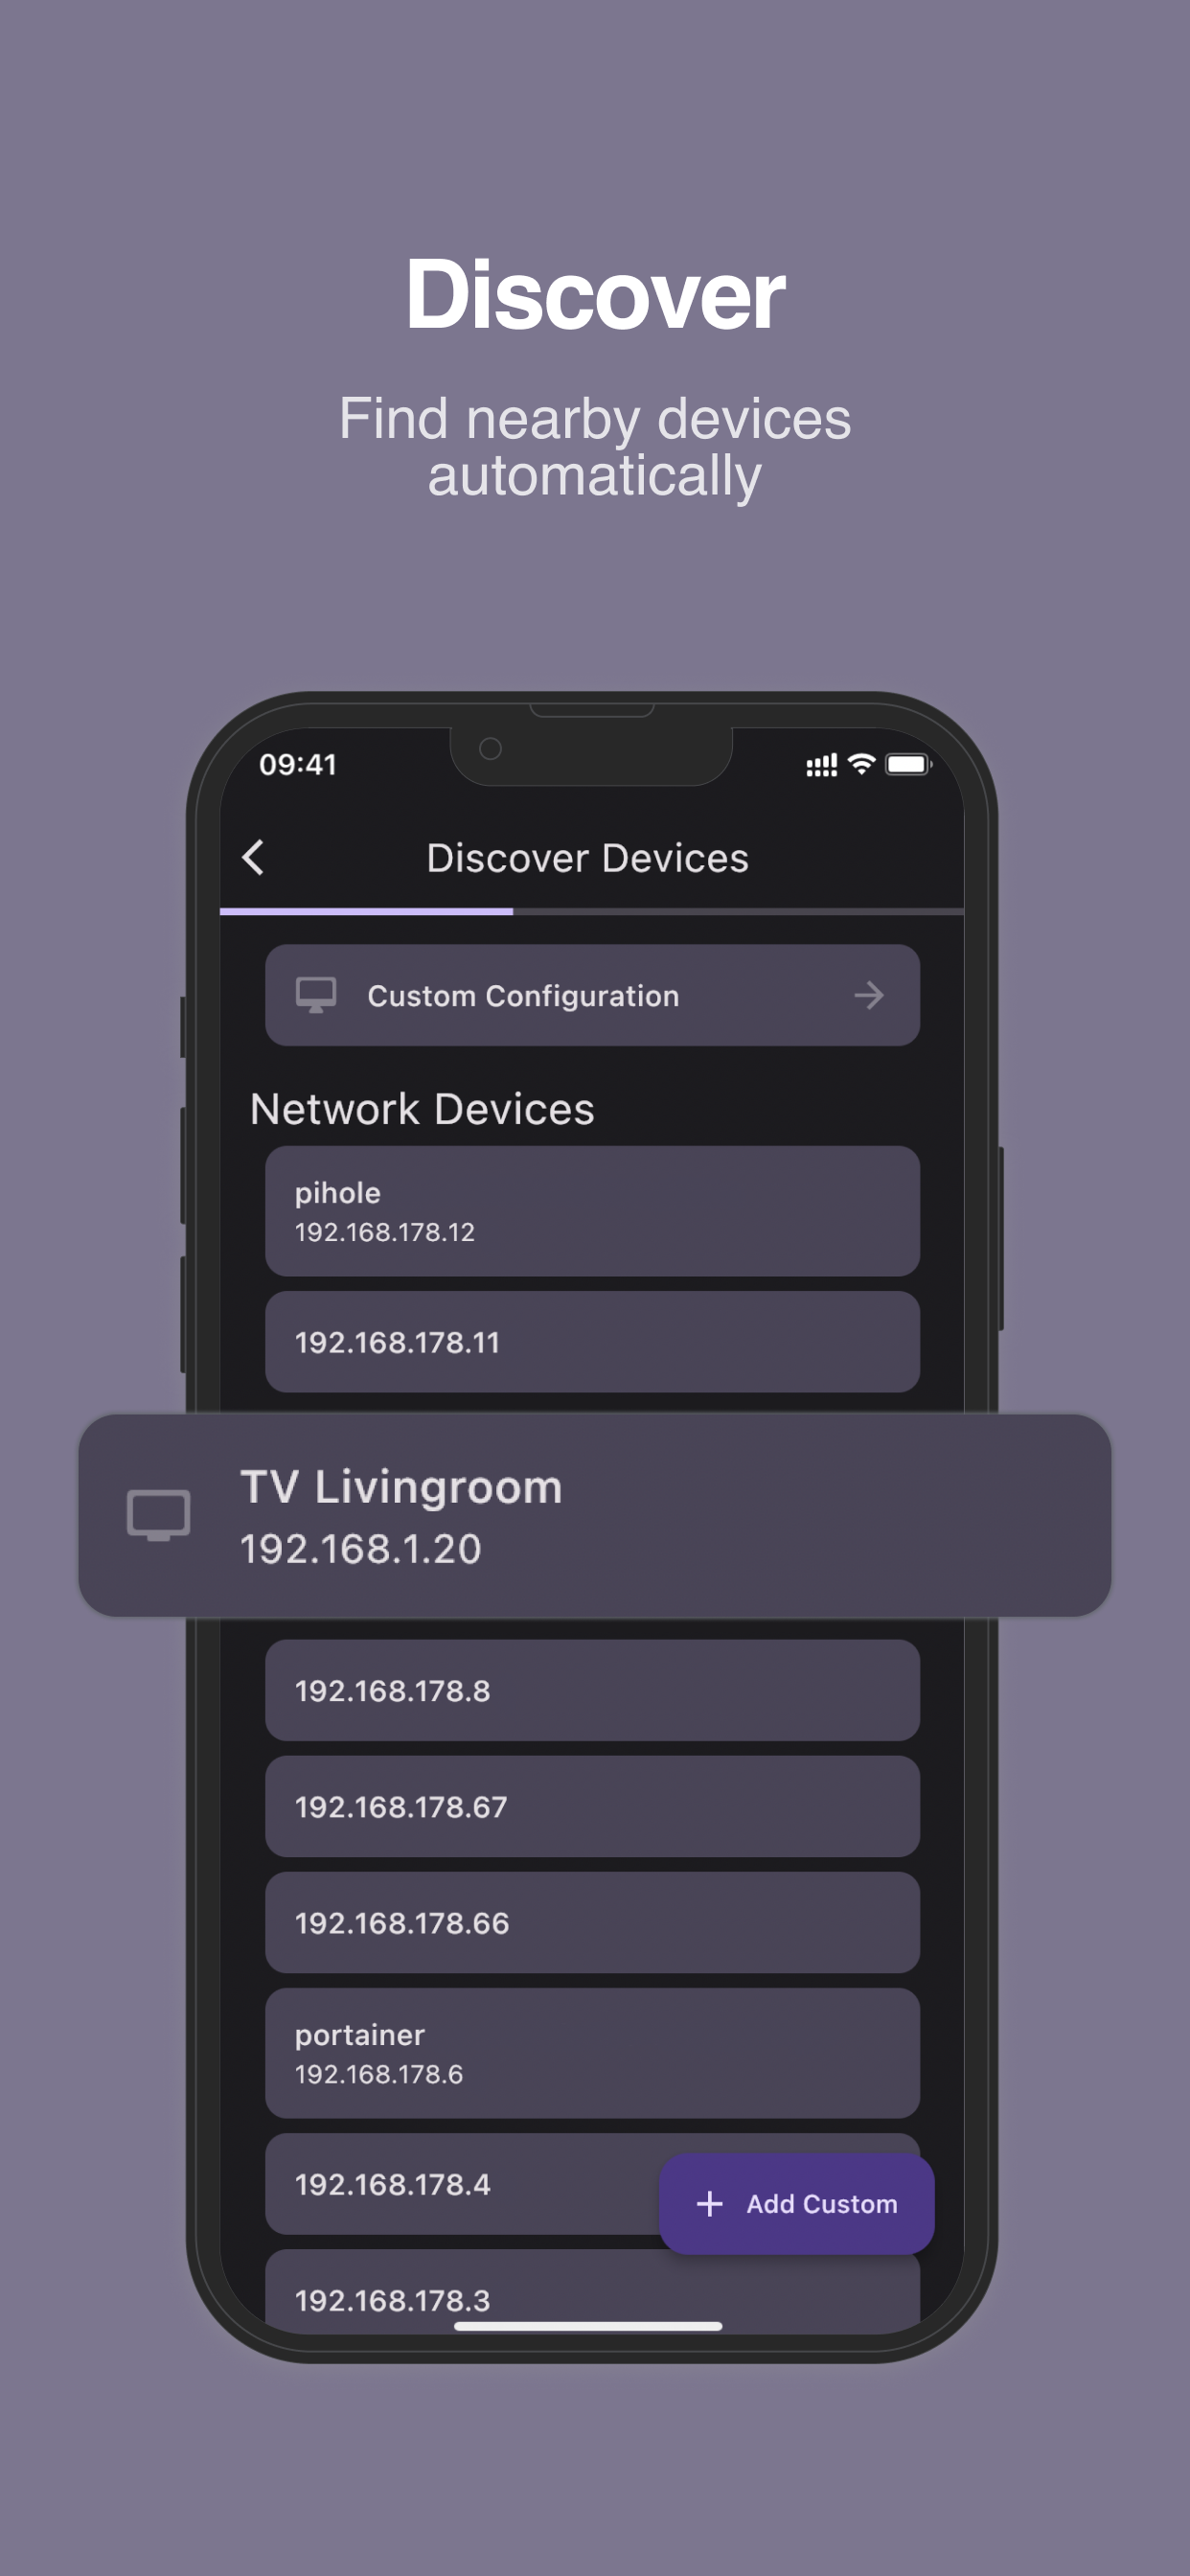 Discover
Find nearby devices
automatically
09:41
Discover Devices
Custom Configuration
Network Devices
pihole
192.168.178.12
192.168.178.11
TV Livingroom
192.168.1.20
192.168.178.8
192.168.178.67
192.168.178.66
portainer
192.168.178.6
192.168.178.4
+ Add Custom
192.168.178.3